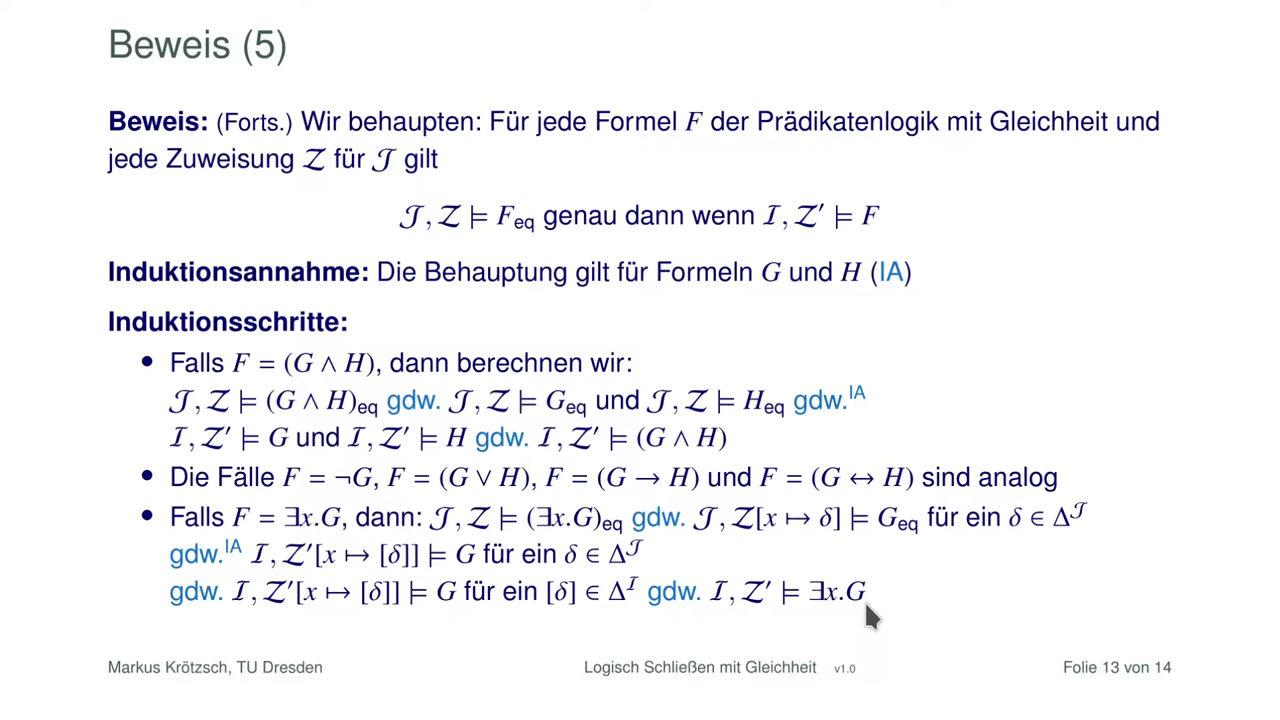 Beweis (5)
Beweis: (Forts.) Wir behaupten: Für jede Formel F der Prädikatenlogik mit Gleichheit und
jede Zuweisung 𝒵 für 𝒥 gilt
𝒥, 𝒵 ⊨ F_eq genau dann wenn ℐ, 𝒵′ ⊨ F
Induktionsannahme: Die Behauptung gilt für Formeln G und H (IA)
Induktionsschritte:
• Falls F = (G ∧ H), dann berechnen wir:
𝒥, 𝒵 ⊨ (G ∧ H)_eq gdw. 𝒥, 𝒵 ⊨ G_eq und 𝒥, 𝒵 ⊨ H_eq gdw.^IA
ℐ, 𝒵′ ⊨ G und ℐ, 𝒵′ ⊨ H gdw. ℐ, 𝒵′ ⊨ (G ∧ H)
• Die Fälle F = ¬G, F = (G ∨ H), F = (G → H) und F = (G ↔ H) sind analog
• Falls F = ∃x.G, dann: 𝒥, 𝒵 ⊨ (∃x.G)_eq gdw. 𝒥, 𝒵[x ↦ δ] ⊨ G_eq für ein δ ∈ Δ^𝒥
gdw.^IA ℐ, 𝒵′[x ↦ [δ]] ⊨ G für ein δ ∈ Δ^𝒥
gdw. ℐ, 𝒵′[x ↦ [δ]] ⊨ G für ein [δ] ∈ Δ^ℐ gdw. ℐ, 𝒵′ ⊨ ∃x.G
Markus Krötzsch, TU Dresden
Logisch Schließen mit Gleichheit v1.0
Folie 13 von 14